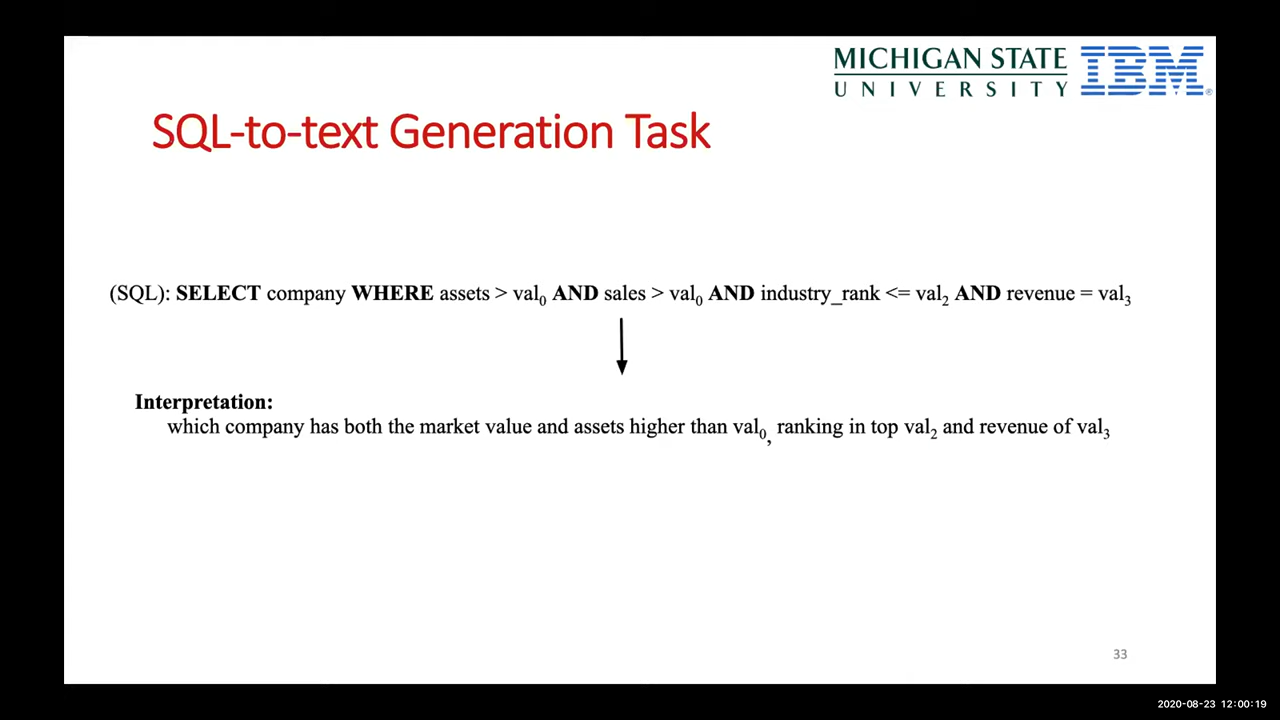 MICHIGAN STATE
UNIVERSITY
IBM
SQL-to-text Generation Task
(SQL): SELECT company WHERE assets > val₀ AND sales > val₀ AND industry_rank <= val₂ AND revenue = val₃
Interpretation:
which company has both the market value and assets higher than val₀, ranking in top val₂ and revenue of val₃
33
2020-08-23 12:00:19